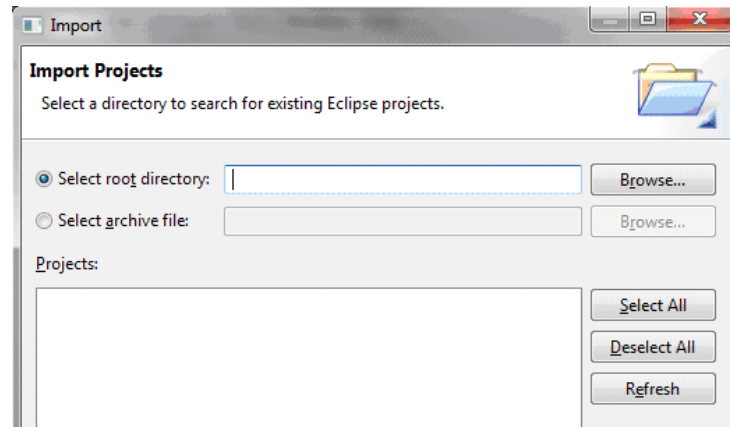 Import
Import Projects
Select a directory to search for existing Eclipse projects.
Select root directory: Browse...
Select archive file: Browse...
Projects:
Select All
Deselect All
Refresh